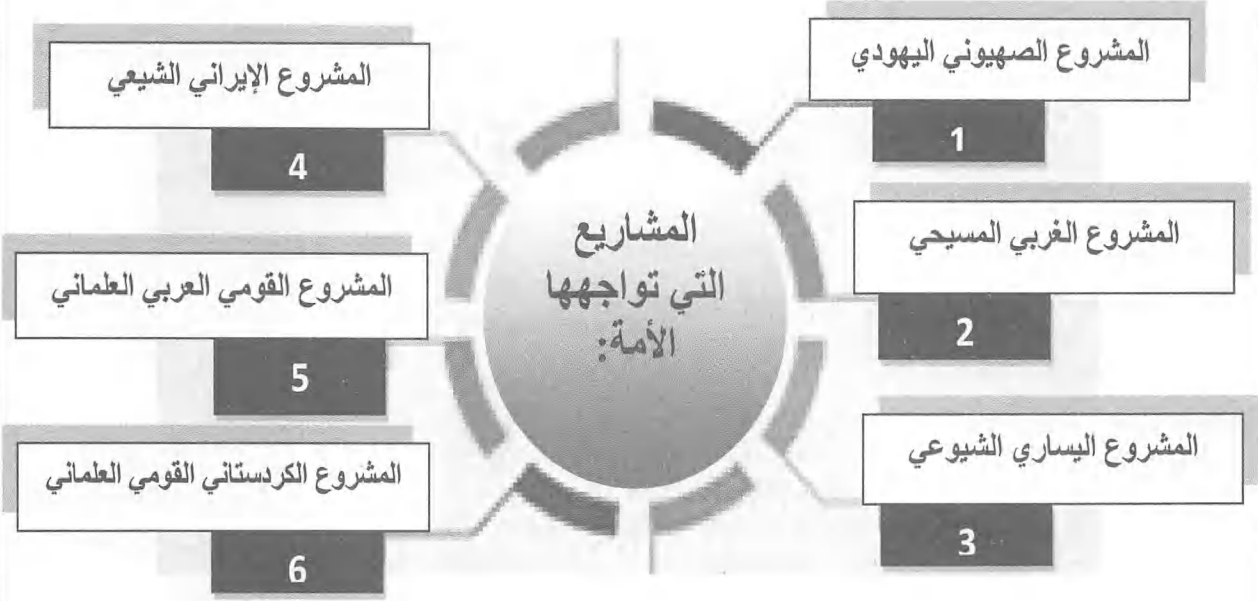 المشاريع
التي تواجهها
الأمة:
المشروع الصهيوني اليهودي
1
المشروع الغربي المسيحي
2
المشروع اليساري الشيوعي
3
المشروع الإيراني الشيعي
4
المشروع القومي العربي العلماني
5
المشروع الكردستاني القومي العلماني
6